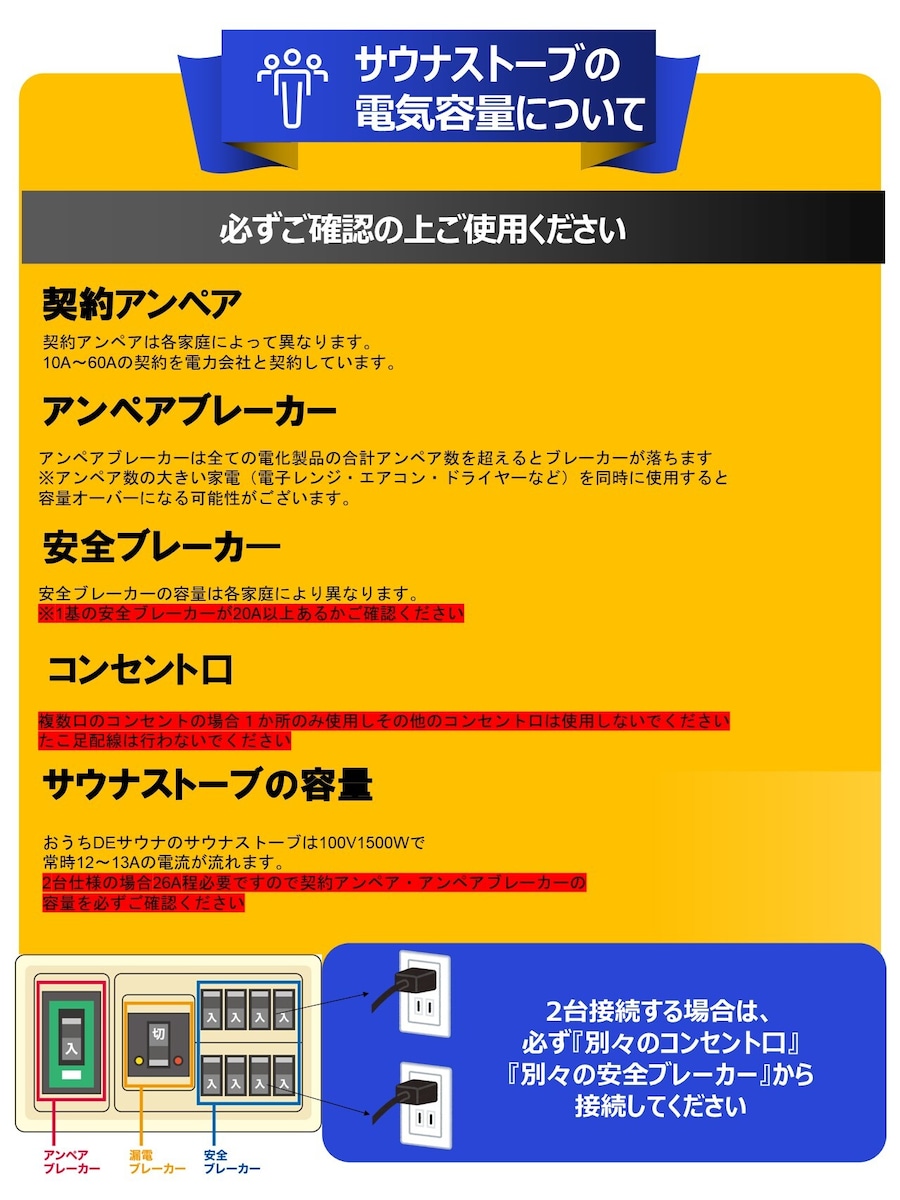 サウナストーブの
電気容量について
必ずご確認の上ご使用ください
契約アンペア
契約アンペアは各家庭によって異なります。
10A～60Aの契約を電力会社と契約しています。
アンペアブレーカー
アンペアブレーカーは全ての電化製品の合計アンペア数を超えるとブレーカーが落ちます
※アンペア数の大きい家電（電子レンジ・エアコン・ドライヤーなど）を同時に使用すると
容量オーバーになる可能性がございます。
安全ブレーカー
安全ブレーカーの容量は各家庭により異なります。
※1基の安全ブレーカーが20A以上あるかご確認ください
コンセント口
複数口のコンセントの場合１か所のみ使用しその他のコンセント口は使用しないでください
たこ足配線は行わないでください
サウナストーブの容量
おうちDEサウナのサウナストーブは100V1500Wで
常時12～13Aの電流が流れます。
2台仕様の場合26A程必要ですので契約アンペア・アンペアブレーカーの
容量を必ずご確認ください
入
切
入 入 入 入
入 入 入 入
アンペア
ブレーカー
漏電
ブレーカー
安全
ブレーカー
2台接続する場合は、
必ず『別々のコンセント口』
『別々の安全ブレーカー』から
接続してください